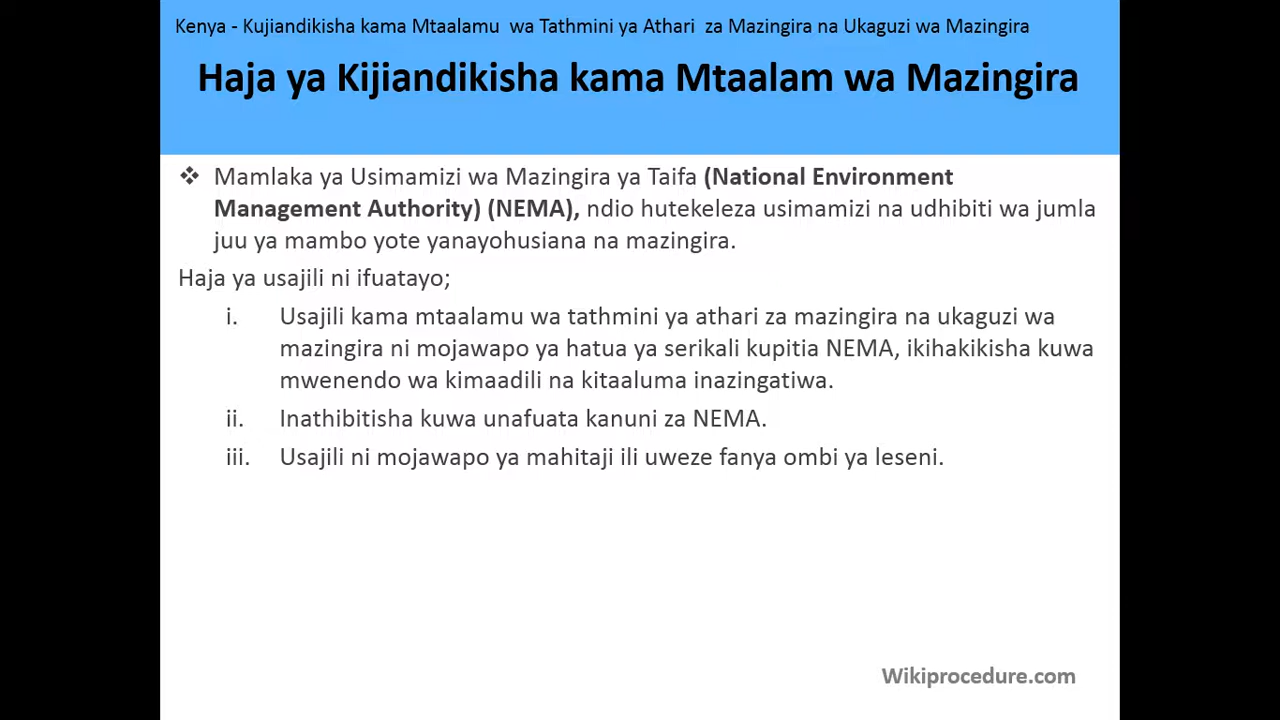 Kenya - Kujiandikisha kama Mtaalamu wa Tathmini ya Athari za Mazingira na Ukaguzi wa Mazingira
Haja ya Kijiandikisha kama Mtaalam wa Mazingira
❖ Mamlaka ya Usimamizi wa Mazingira ya Taifa (National Environment
Management Authority) (NEMA), ndio hutekeleza usimamizi na udhibiti wa jumla
juu ya mambo yote yanayohusiana na mazingira.
Haja ya usajili ni ifuatayo;
i. Usajili kama mtaalamu wa tathmini ya athari za mazingira na ukaguzi wa
mazingira ni mojawapo ya hatua ya serikali kupitia NEMA, ikihakikisha kuwa
mwenendo wa kimaadili na kitaaluma inazingatiwa.
ii. Inathibitisha kuwa unafuata kanuni za NEMA.
iii. Usajili ni mojawapo ya mahitaji ili uweze fanya ombi ya leseni.
Wikiprocedure.com